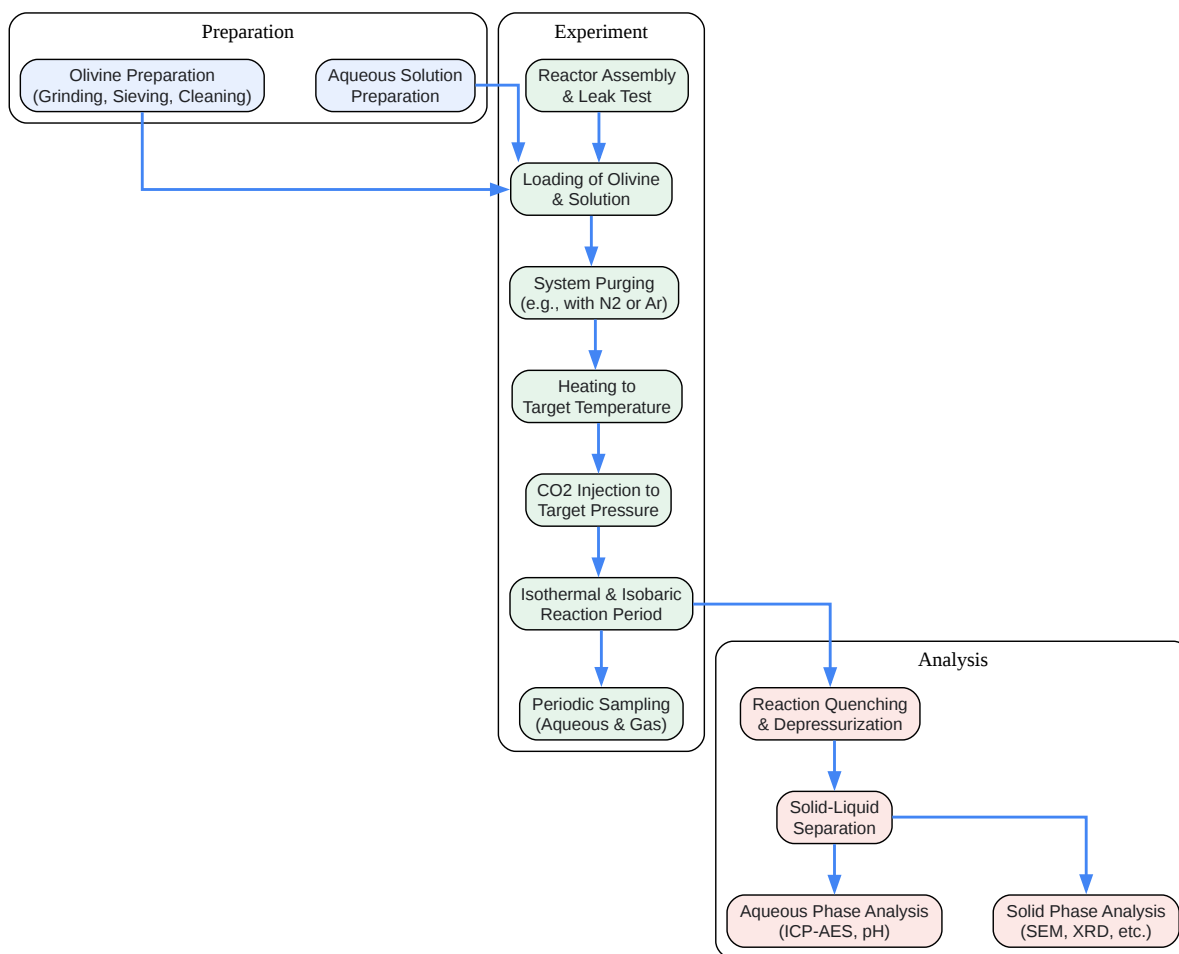 Preparation
Olivine Preparation
(Grinding, Sieving, Cleaning)
Aqueous Solution
Preparation
Experiment
Reactor Assembly
& Leak Test
Loading of Olivine
& Solution
System Purging
(e.g., with N2 or Ar)
Heating to
Target Temperature
CO2 Injection to
Target Pressure
Isothermal & Isobaric
Reaction Period
Periodic Sampling
(Aqueous & Gas)
Analysis
Reaction Quenching
& Depressurization
Solid-Liquid
Separation
Aqueous Phase Analysis
(ICP-AES, pH)
Solid Phase Analysis
(SEM, XRD, etc.)